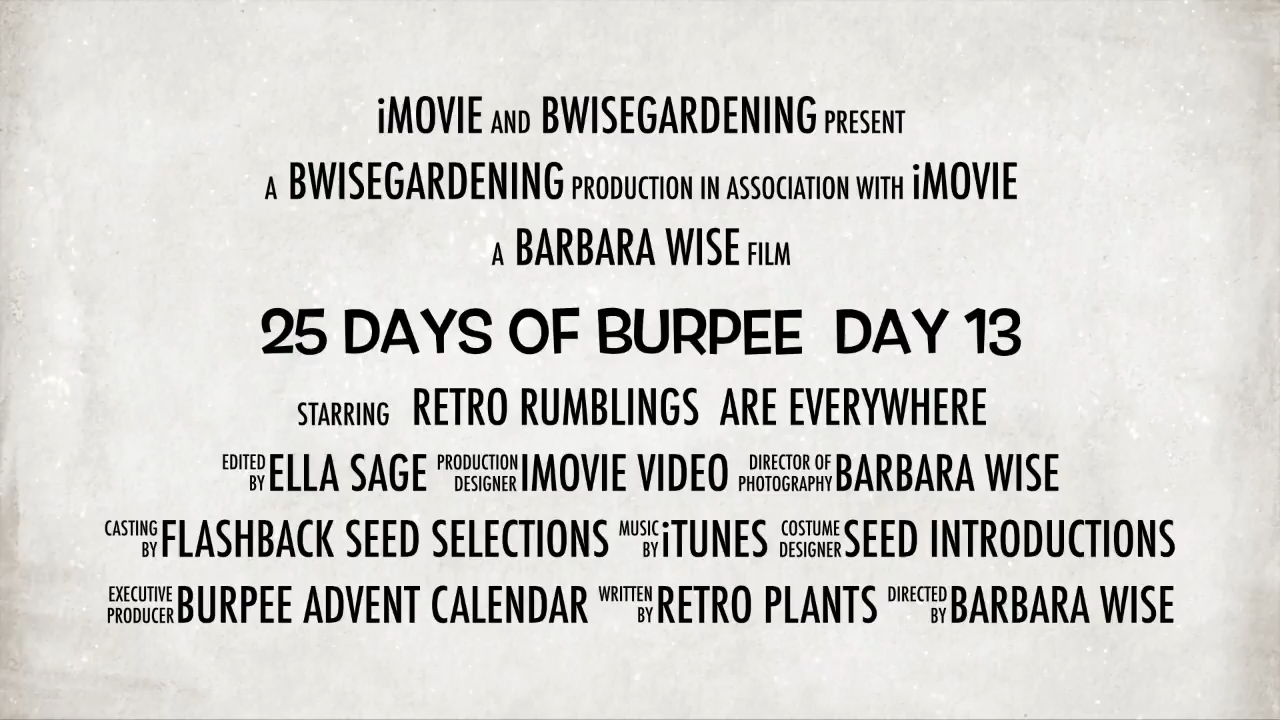 iMOVIE AND BWISEGARDENING PRESENT
A BWISEGARDENING PRODUCTION IN ASSOCIATION WITH iMOVIE
A BARBARA WISE FILM
25 DAYS OF BURPEE DAY 13
STARRING RETRO RUMBLINGS ARE EVERYWHERE
EDITED BY ELLA SAGE PRODUCTION DESIGNER IMOVIE VIDEO DIRECTOR OF PHOTOGRAPHY BARBARA WISE
CASTING BY FLASHBACK SEED SELECTIONS MUSIC BY iTUNES COSTUME DESIGNER SEED INTRODUCTIONS
EXECUTIVE PRODUCER BURPEE ADVENT CALENDAR WRITTEN BY RETRO PLANTS DIRECTED BY BARBARA WISE